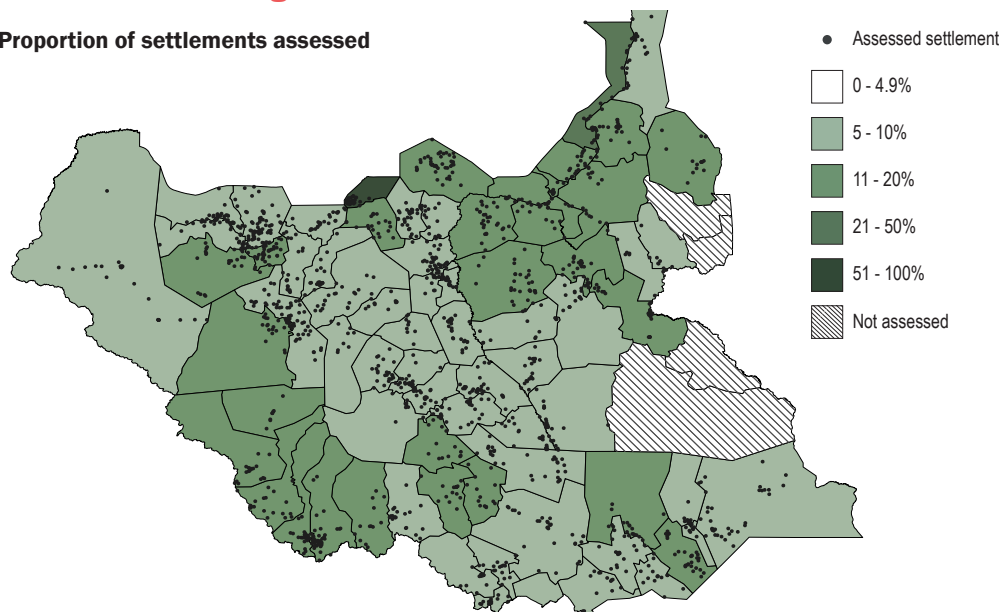 Proportion of settlements assessed
Assessed settlement
0 - 4.9%
5 - 10%
11 - 20%
21 - 50%
51 - 100%
Not assessed